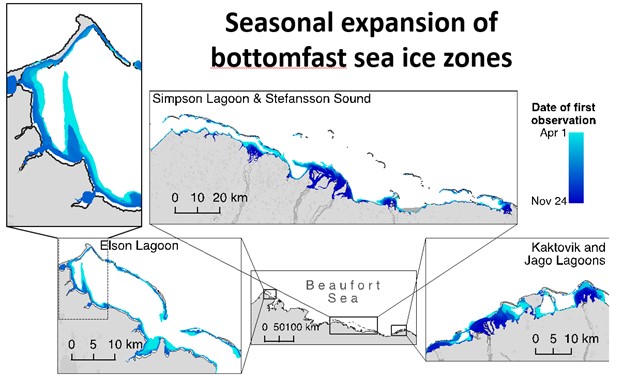 Seasonal expansion of
bottomfast sea ice zones
Simpson Lagoon & Stefansson Sound
0 10 20 km
Date of first
observation
Apr 1
Nov 24
Elson Lagoon
0 5 10 km
Beaufort
Sea
0 50100 km
Kaktovik and
Jago Lagoons
0 5 10 km